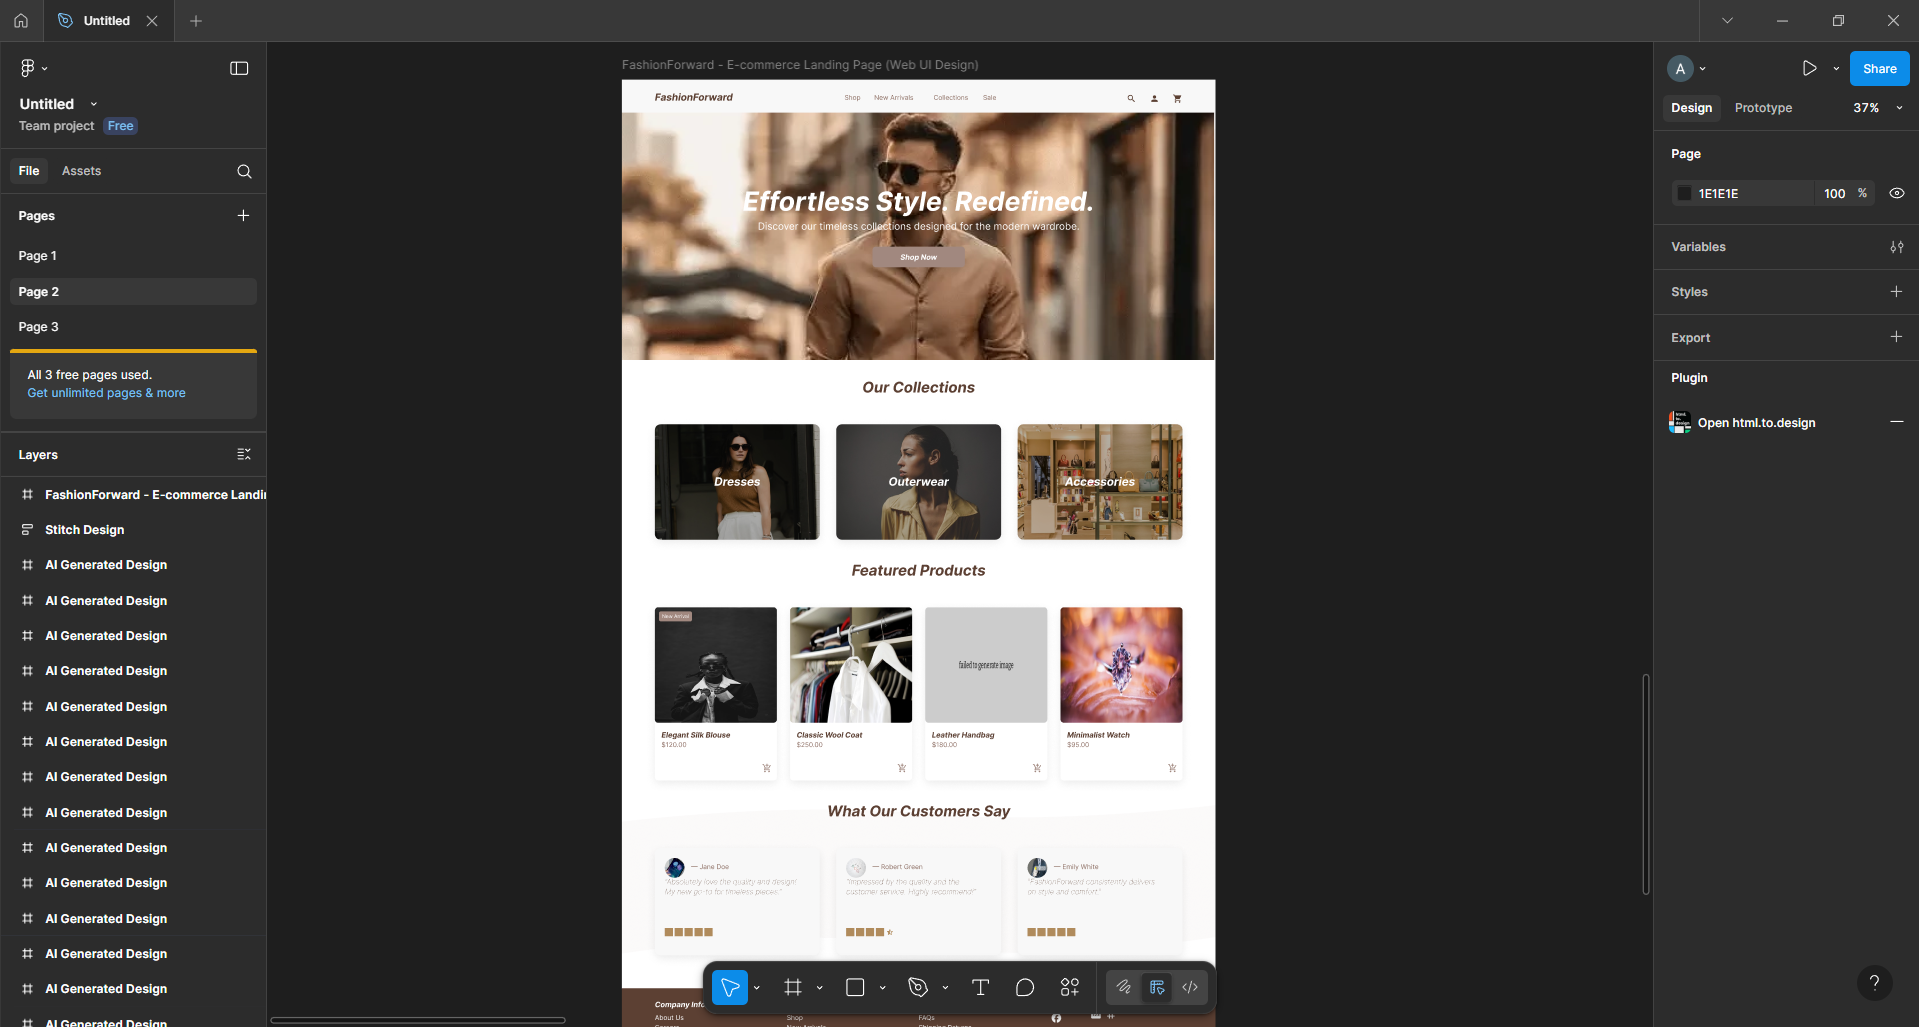 Untitled
Untitled
Team project Free
File Assets
Pages
Page 1
Page 2
Page 3
All 3 free pages used.
Get unlimited pages & more
Layers
FashionForward - E-commerce Landin
Stitch Design
AI Generated Design
AI Generated Design
AI Generated Design
AI Generated Design
AI Generated Design
AI Generated Design
AI Generated Design
AI Generated Design
AI Generated Design
AI Generated Design
AI Generated Design
AI Generated Design
AI Generated Design
AI Generated Design
FashionForward - E-commerce Landing Page (Web UI Design)
FashionForward Shop New Arrivals Collections Sale
Effortless Style. Redefined.
Discover our timeless collections designed for the modern wardrobe.
Shop Now
Our Collections
Dresses Outerwear Accessories
Featured Products
New Arrival
failed to generate image
Elegant Silk Blouse
$120.00
Classic Wool Coat
$250.00
Leather Handbag
$180.00
Minimalist Watch
$95.00
What Our Customers Say
— Jane Doe
"Absolutely love the quality and design!
My new go-to for timeless pieces."
— Robert Green
"Impressed by the quality and the
customer service. Highly recommend!"
— Emily White
"FashionForward consistently delivers
on style and comfort."
Company Info
About Us
Careers
Shop
New Arrivals
FAQs
Shipping Returns
A Share
Design Prototype 37%
Page
1E1E1E 100 %
Variables
Styles
Export
Plugin
Open html.to.design
?